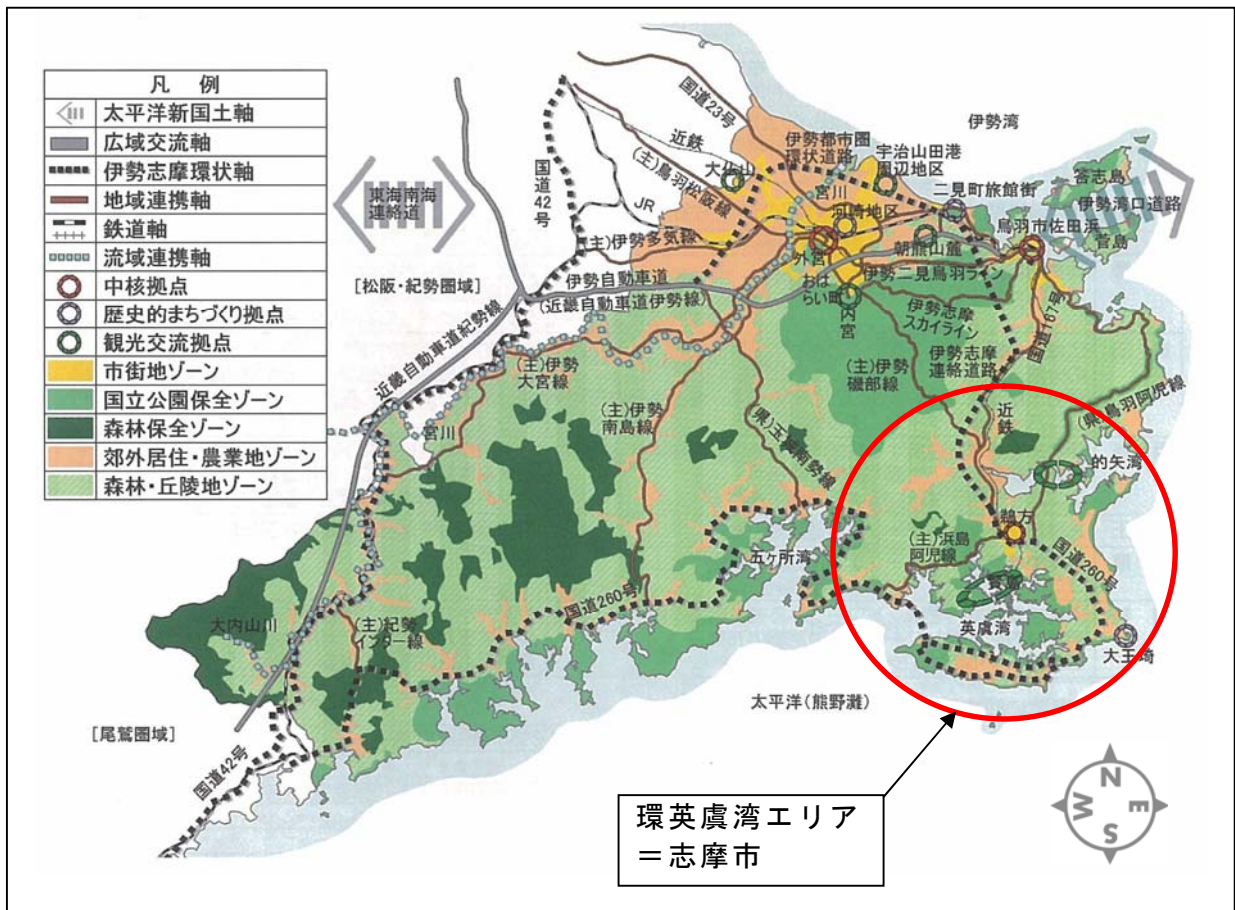 凡 例
太平洋新国土軸
広域交流軸
伊勢志摩環状軸
地域連携軸
鉄道軸
流域連携軸
中核拠点
歴史的まちづくり拠点
観光交流拠点
市街地ゾーン
国立公園保全ゾーン
森林保全ゾーン
郊外居住・農業地ゾーン
森林・丘陵地ゾーン
東海南海
連絡道
国道42号
国道23号
近鉄
(主)鳥羽松阪線
JR
大仏山
伊勢都市圏
環状道路
宮川
宇治山田港
周辺地区
伊勢湾
二見町旅館街
答志島
伊勢湾口道路
菅島
河崎地区
鳥羽市佐田浜
朝熊山麓
外宮
(主)伊勢多気線
伊勢二見鳥羽ライン
おは
らい町
内宮
[松阪・紀勢圏域]
伊勢自動車道
(近畿自動車道伊勢線)
伊勢志摩
スカイライン
国道167号
近畿自動車道紀勢線
(主)伊勢
大宮線
(主)伊勢
南島線
(主)伊勢
磯部線
伊勢志摩
連絡道路
近鉄
(県)鳥羽阿児線
宮川
(県)玉城南勢線
的矢湾
鵜方
(主)浜島
阿児線
国道260号
五ヶ所湾
賢島
英虞湾
大王埼
国道260号
大内山川
(主)紀勢
インター線
太平洋(熊野灘)
[尾鷲圏域]
国道42号
環英虞湾エリア
=志摩市
N
W
E
S